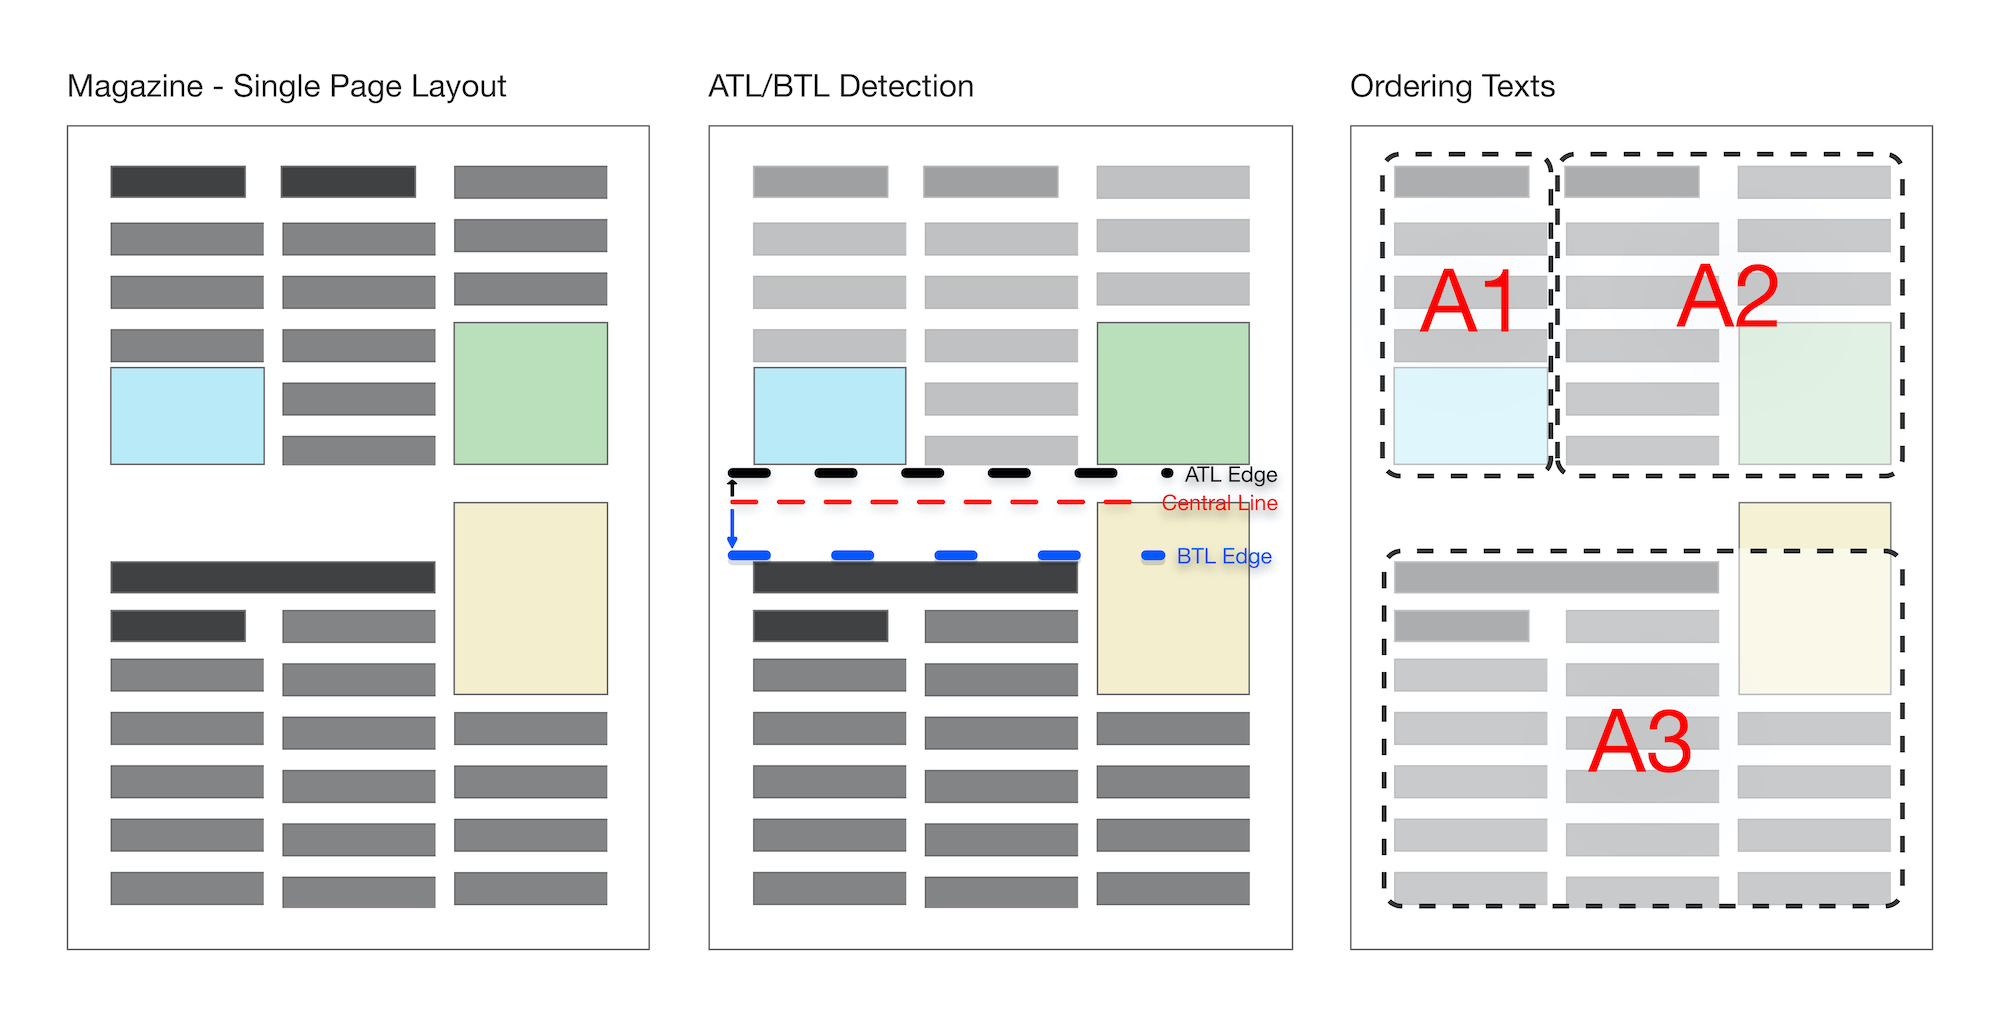 Magazine - Single Page Layout
ATL/BTL Detection
ATL Edge
Central Line
BTL Edge
Ordering Texts
A1
A2
A3